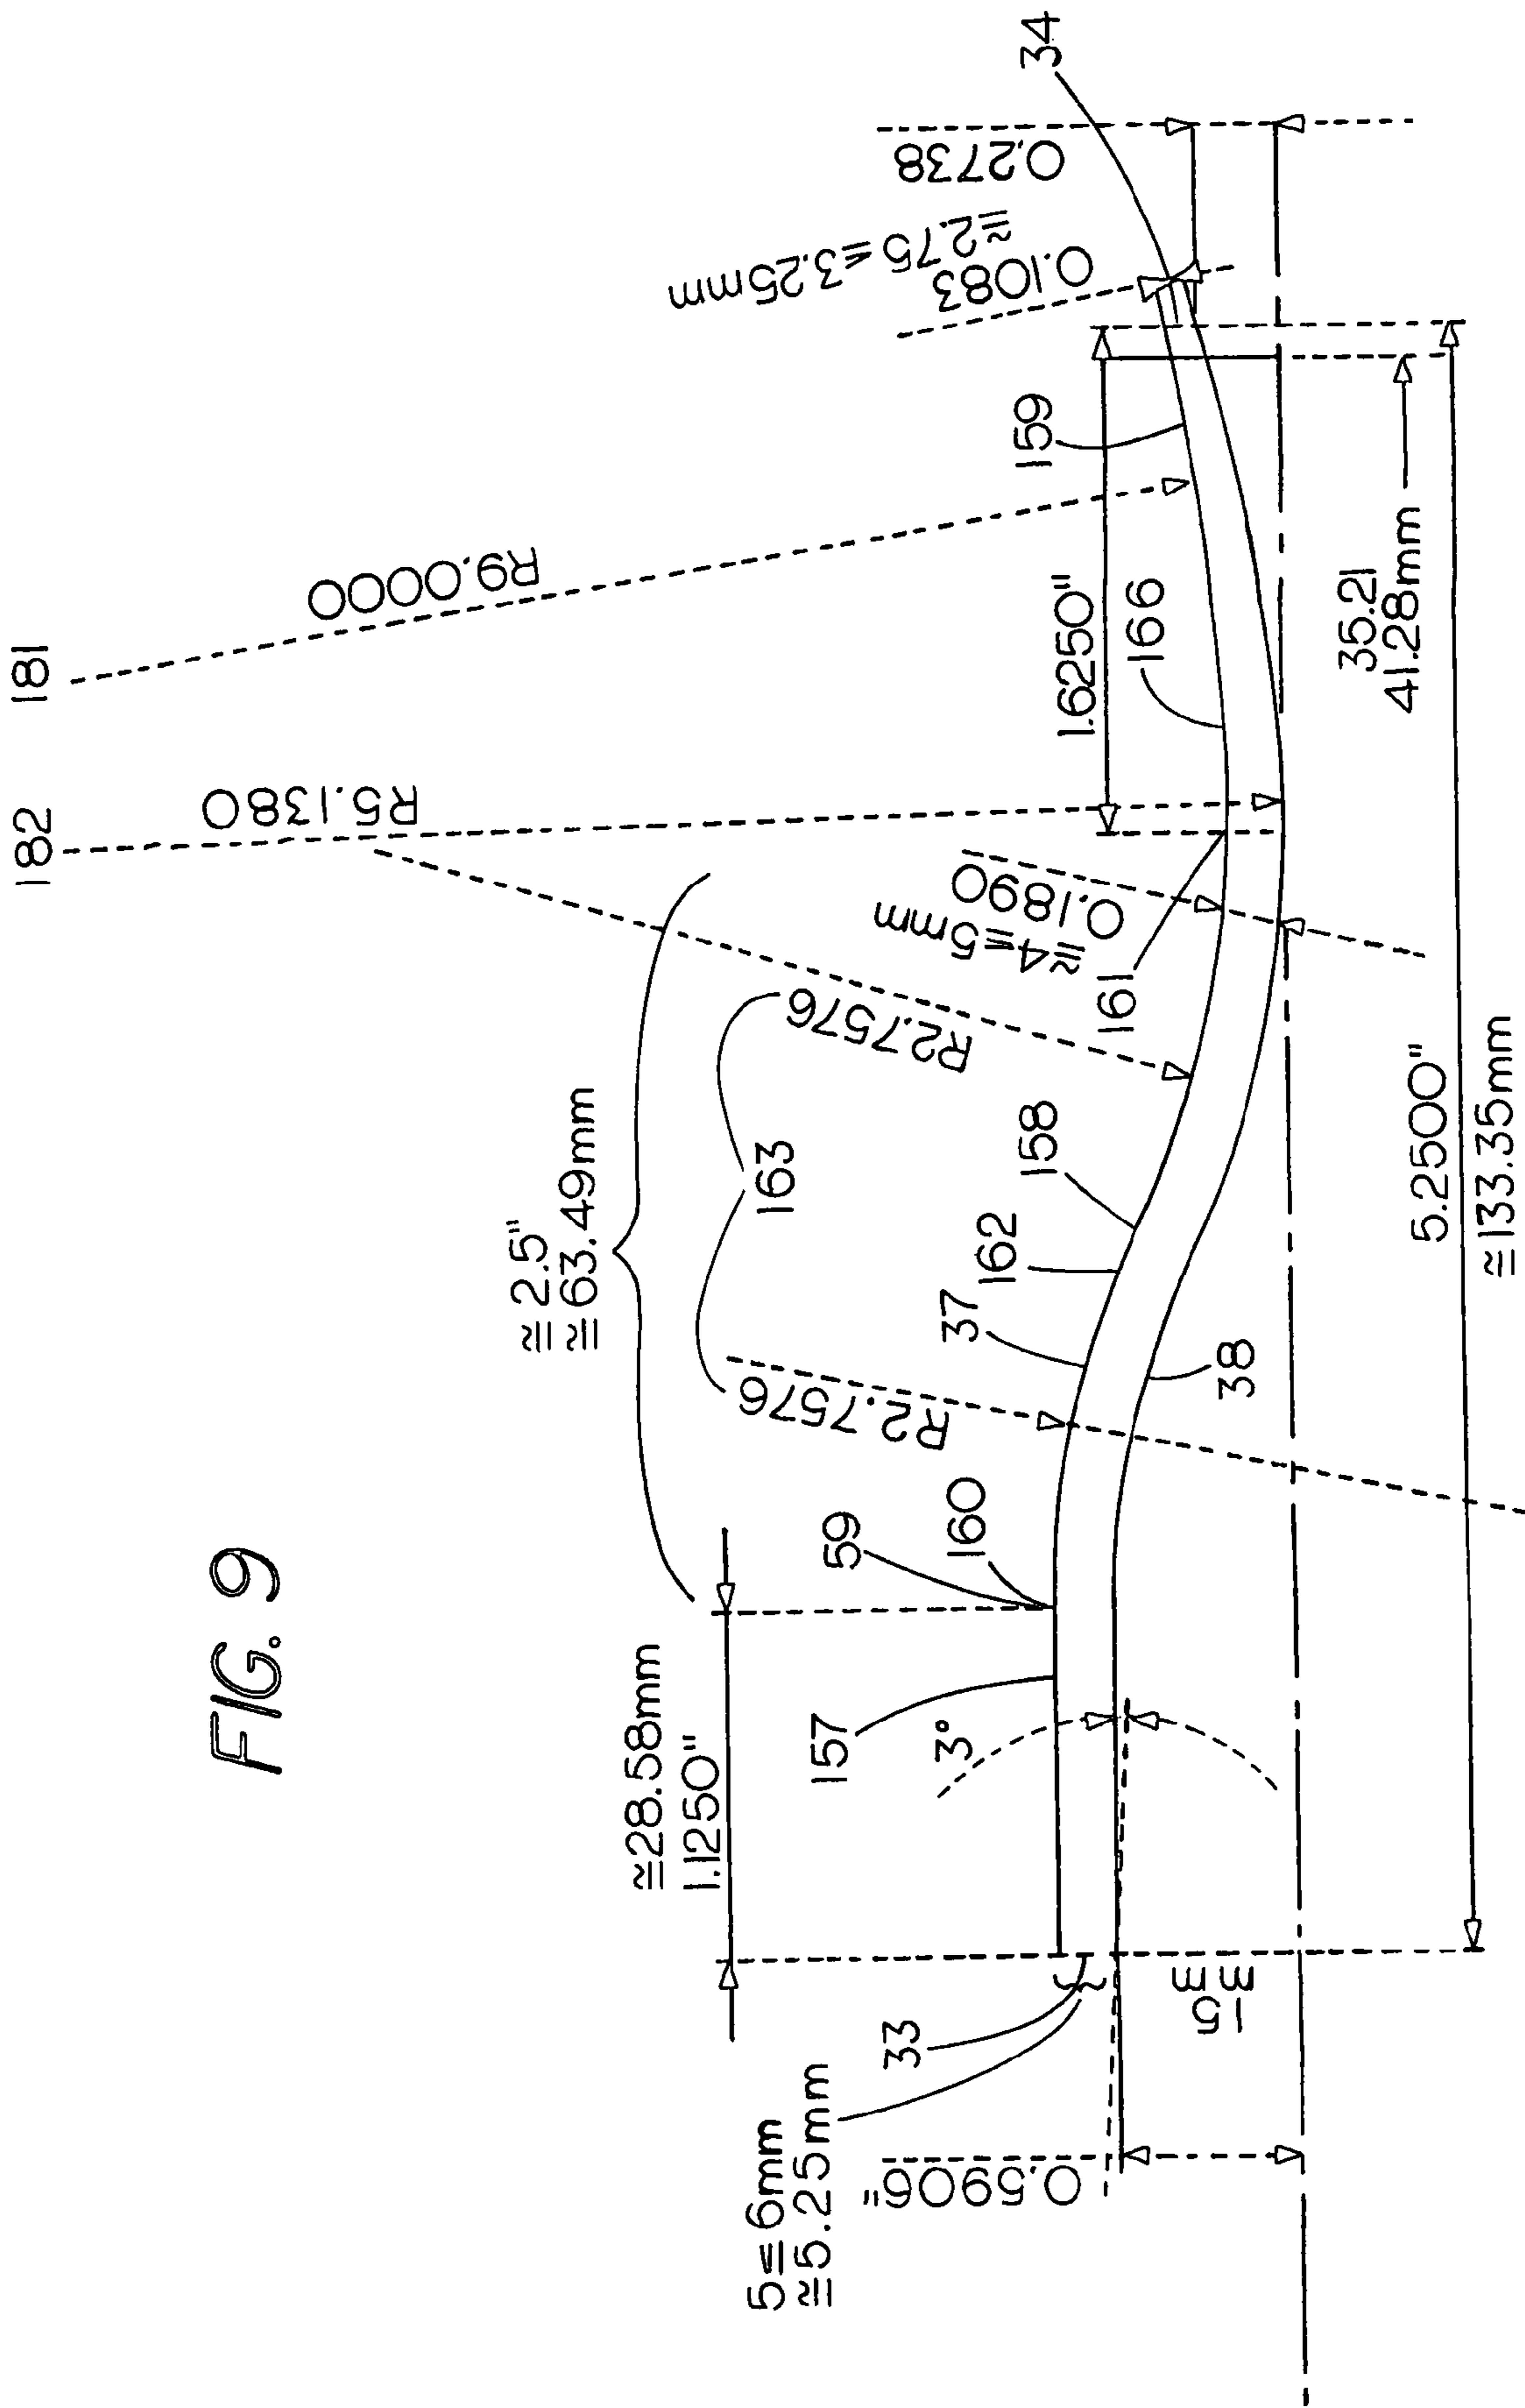 FIG. 9
182
181
R5.1380
R9.0000
≅2.5"
≅63.49mm
163
R2.7576
R2.7576
≅28.58mm
1.1250"
59
160
157
3°
37
162
158
38
161
≅4≤5mm
0.1890
1.6250"
166
159
≅2.75≤3.25mm
0.1083
0.2738
34
5≤6mm
≅5.25mm
33
0.5906"
15
mm
35.21
41.28mm
5.2500"
≅133.35mm